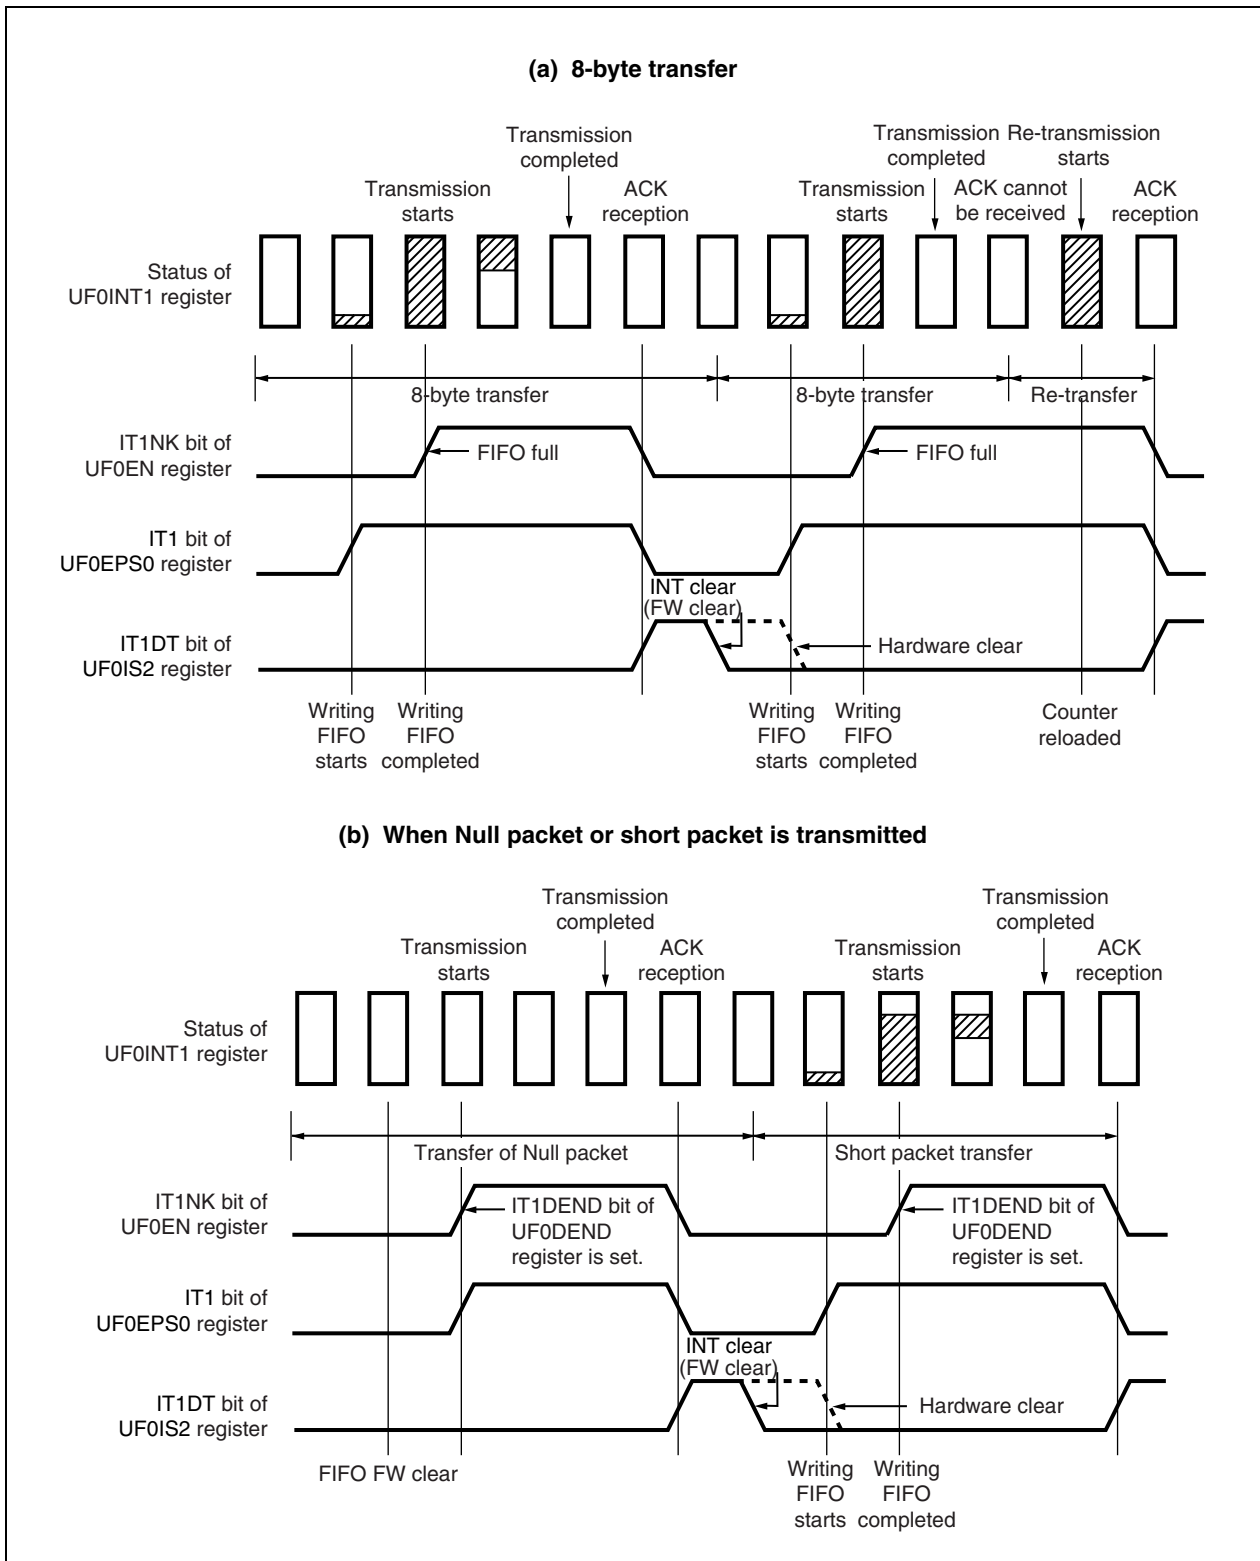 (a) 8-byte transfer
Transmission
completed
Transmission
completed
Re-transmission
starts
Transmission
starts
ACK
reception
Transmission
starts
ACK cannot
be received
ACK
reception
Status of
UF0INT1 register
8-byte transfer
8-byte transfer
Re-transfer
IT1NK bit of
UF0EN register
FIFO full
FIFO full
IT1 bit of
UF0EPS0 register
INT clear
(FW clear)
IT1DT bit of
UF0IS2 register
Hardware clear
Writing
FIFO
starts
Writing
FIFO
completed
Writing
FIFO
starts
Writing
FIFO
completed
Counter
reloaded
(b) When Null packet or short packet is transmitted
Transmission
completed
Transmission
completed
Transmission
starts
ACK
reception
Transmission
starts
ACK
reception
Status of
UF0INT1 register
Transfer of Null packet
Short packet transfer
IT1NK bit of
UF0EN register
IT1DEND bit of
UF0DEND
register is set.
IT1DEND bit of
UF0DEND
register is set.
IT1 bit of
UF0EPS0 register
INT clear
(FW clear)
IT1DT bit of
UF0IS2 register
Hardware clear
FIFO FW clear
Writing
FIFO
starts
Writing
FIFO
completed